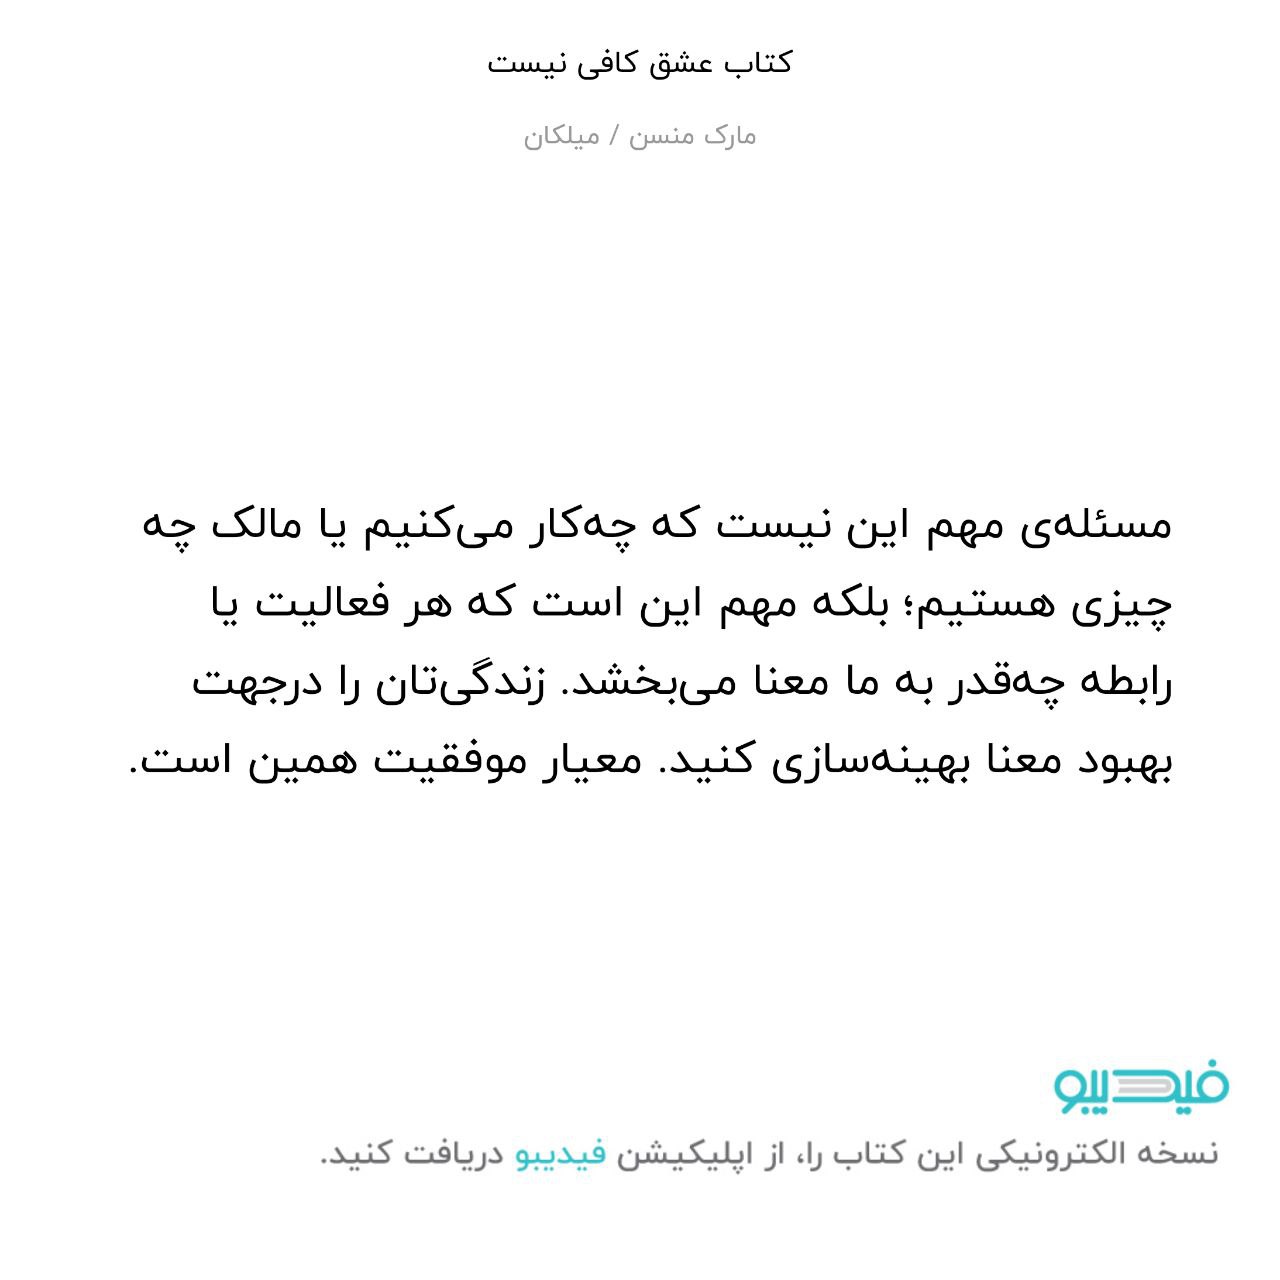 کتاب عشق کافی نیست
مارک منسن / میلکان
مسئله‌ی مهم این نیست که چه‌کار می‌کنیم یا مالک چه
چیزی هستیم؛ بلکه مهم این است که هر فعالیت یا
رابطه چه‌قدر به ما معنا می‌بخشد. زندگی‌تان را درجهت
بهبود معنا بهینه‌سازی کنید. معیار موفقیت همین است.
فیدیبو
نسخه الکترونیکی این کتاب را، از اپلیکیشن فیدیبو دریافت کنید.